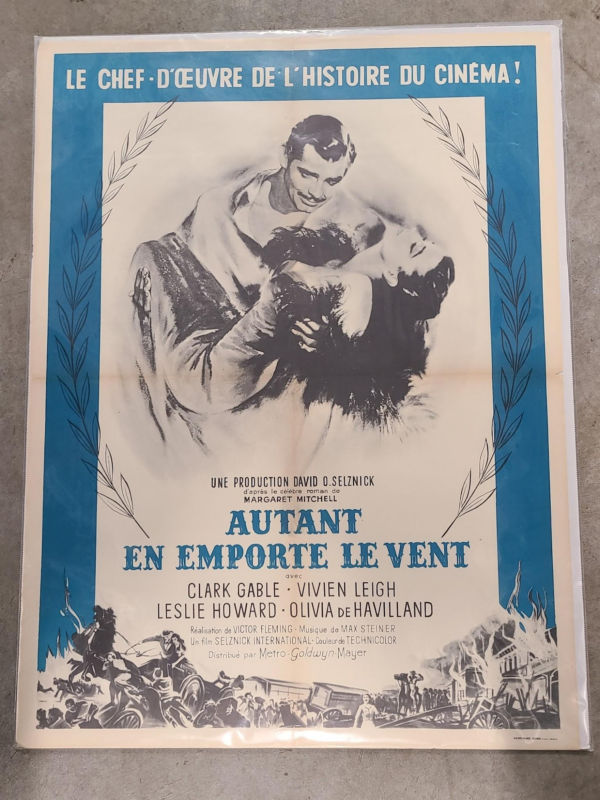 LE CHEF-D'ŒUVRE DE L'HISTOIRE DU CINÉMA!
UNE PRODUCTION DAVID O.SELZNICK
d'après le célèbre roman de
MARGARET MITCHELL
AUTANT
EN EMPORTE LE VENT
avec
CLARK GABLE · VIVIEN LEIGH
LESLIE HOWARD · OLIVIA DE HAVILLAND
Réalisation de VICTOR FLEMING · Musique de MAX STEINER
Un film SELZNICK INTERNATIONAL · Couleur de TECHNICOLOR
Distribué par Metro-Goldwyn-Mayer